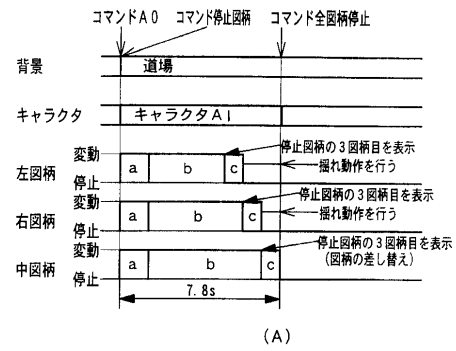 コマンドA0 コマンド停止図柄 コマンド全図柄停止
背景 道場
キャラクタ キャラクタA1
停止図柄の3図柄目を表示
変動
左図柄 a b c 揺れ動作を行う
停止
停止図柄の3図柄目を表示
変動
右図柄 a b c 揺れ動作を行う
停止
停止図柄の3図柄目を表示
変動 (図柄の差し替え)
中図柄 a b c
停止
7.8s
(A)